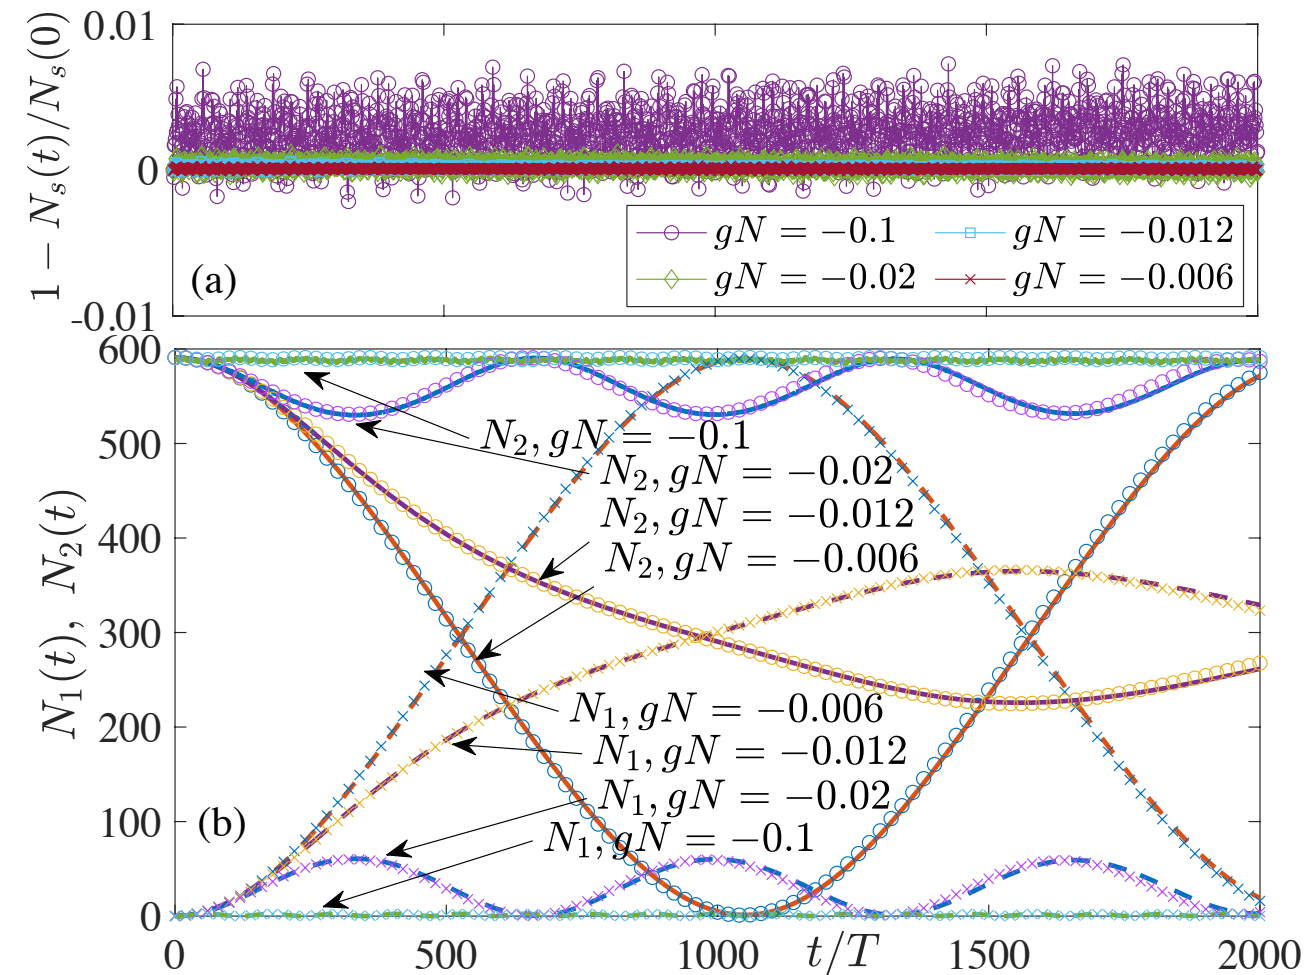 0.01
0
-0.01
1 − N_s(t)/N_s(0)
gN = −0.1
gN = −0.012
gN = −0.02
gN = −0.006
(a)
600
500
400
300
200
100
0
N_1(t), N_2(t)
N_2, gN = −0.1
N_2, gN = −0.02
N_2, gN = −0.012
N_2, gN = −0.006
N_1, gN = −0.006
N_1, gN = −0.012
N_1, gN = −0.02
N_1, gN = −0.1
(b)
0 500 1000 t/T 1500 2000